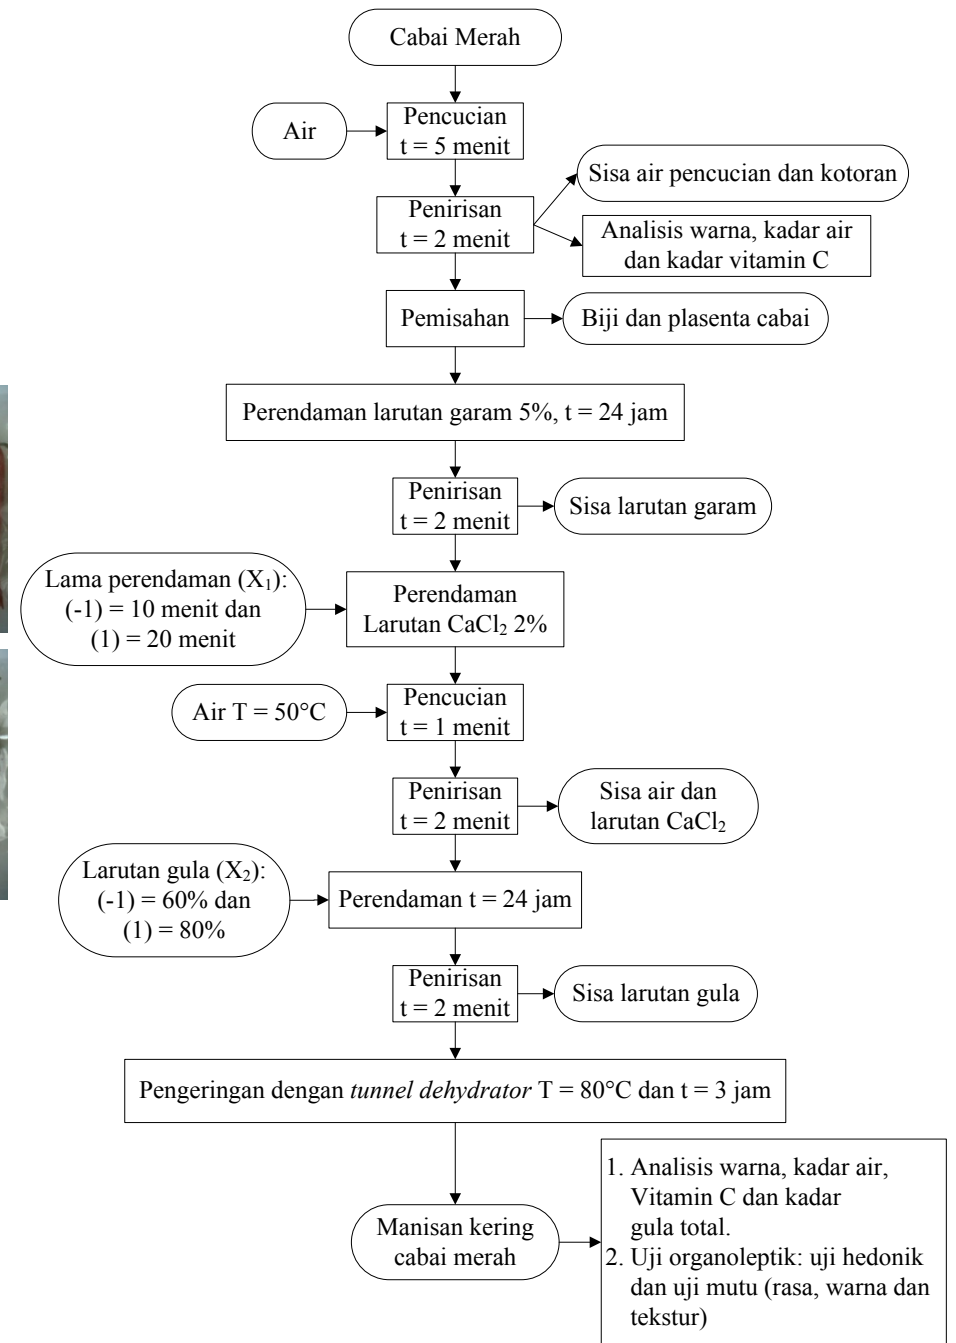 Cabai Merah
Air
Pencucian
t = 5 menit
Penirisan
t = 2 menit
Sisa air pencucian dan kotoran
Analisis warna, kadar air
dan kadar vitamin C
Pemisahan
Biji dan plasenta cabai
Perendaman larutan garam 5%, t = 24 jam
Penirisan
t = 2 menit
Sisa larutan garam
Lama perendaman (X₁):
(-1) = 10 menit dan
(1) = 20 menit
Perendaman
Larutan CaCl₂ 2%
Air T = 50°C
Pencucian
t = 1 menit
Penirisan
t = 2 menit
Sisa air dan
larutan CaCl₂
Larutan gula (X₂):
(-1) = 60% dan
(1) = 80%
Perendaman t = 24 jam
Penirisan
t = 2 menit
Sisa larutan gula
Pengeringan dengan tunnel dehydrator T = 80°C dan t = 3 jam
Manisan kering
cabai merah
1. Analisis warna, kadar air,
Vitamin C dan kadar
gula total.
2. Uji organoleptik: uji hedonik
dan uji mutu (rasa, warna dan
tekstur)